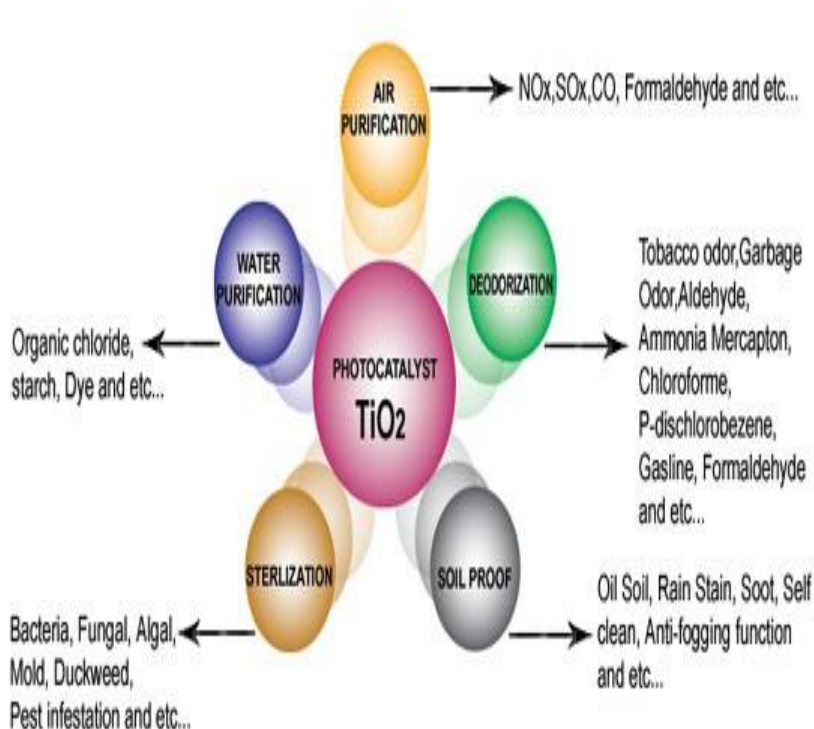 AIR
PURIFICATION
NOx,SOx,CO, Formaldehyde and etc...
WATER
PURIFICATION
Organic chloride,
starch, Dye and etc...
DEODORIZATION
Tobacco odor,Garbage
Odor,Aldehyde,
Ammonia Mercapton,
Chloroforme,
P-dischlorobezene,
Gasline, Formaldehyde
and etc...
PHOTOCATALYST
TiO2
STERLIZATION
Bacteria, Fungal, Algal,
Mold, Duckweed,
Pest infestation and etc...
SOIL PROOF
Oil Soil, Rain Stain, Soot, Self
clean, Anti-fogging function
and etc...